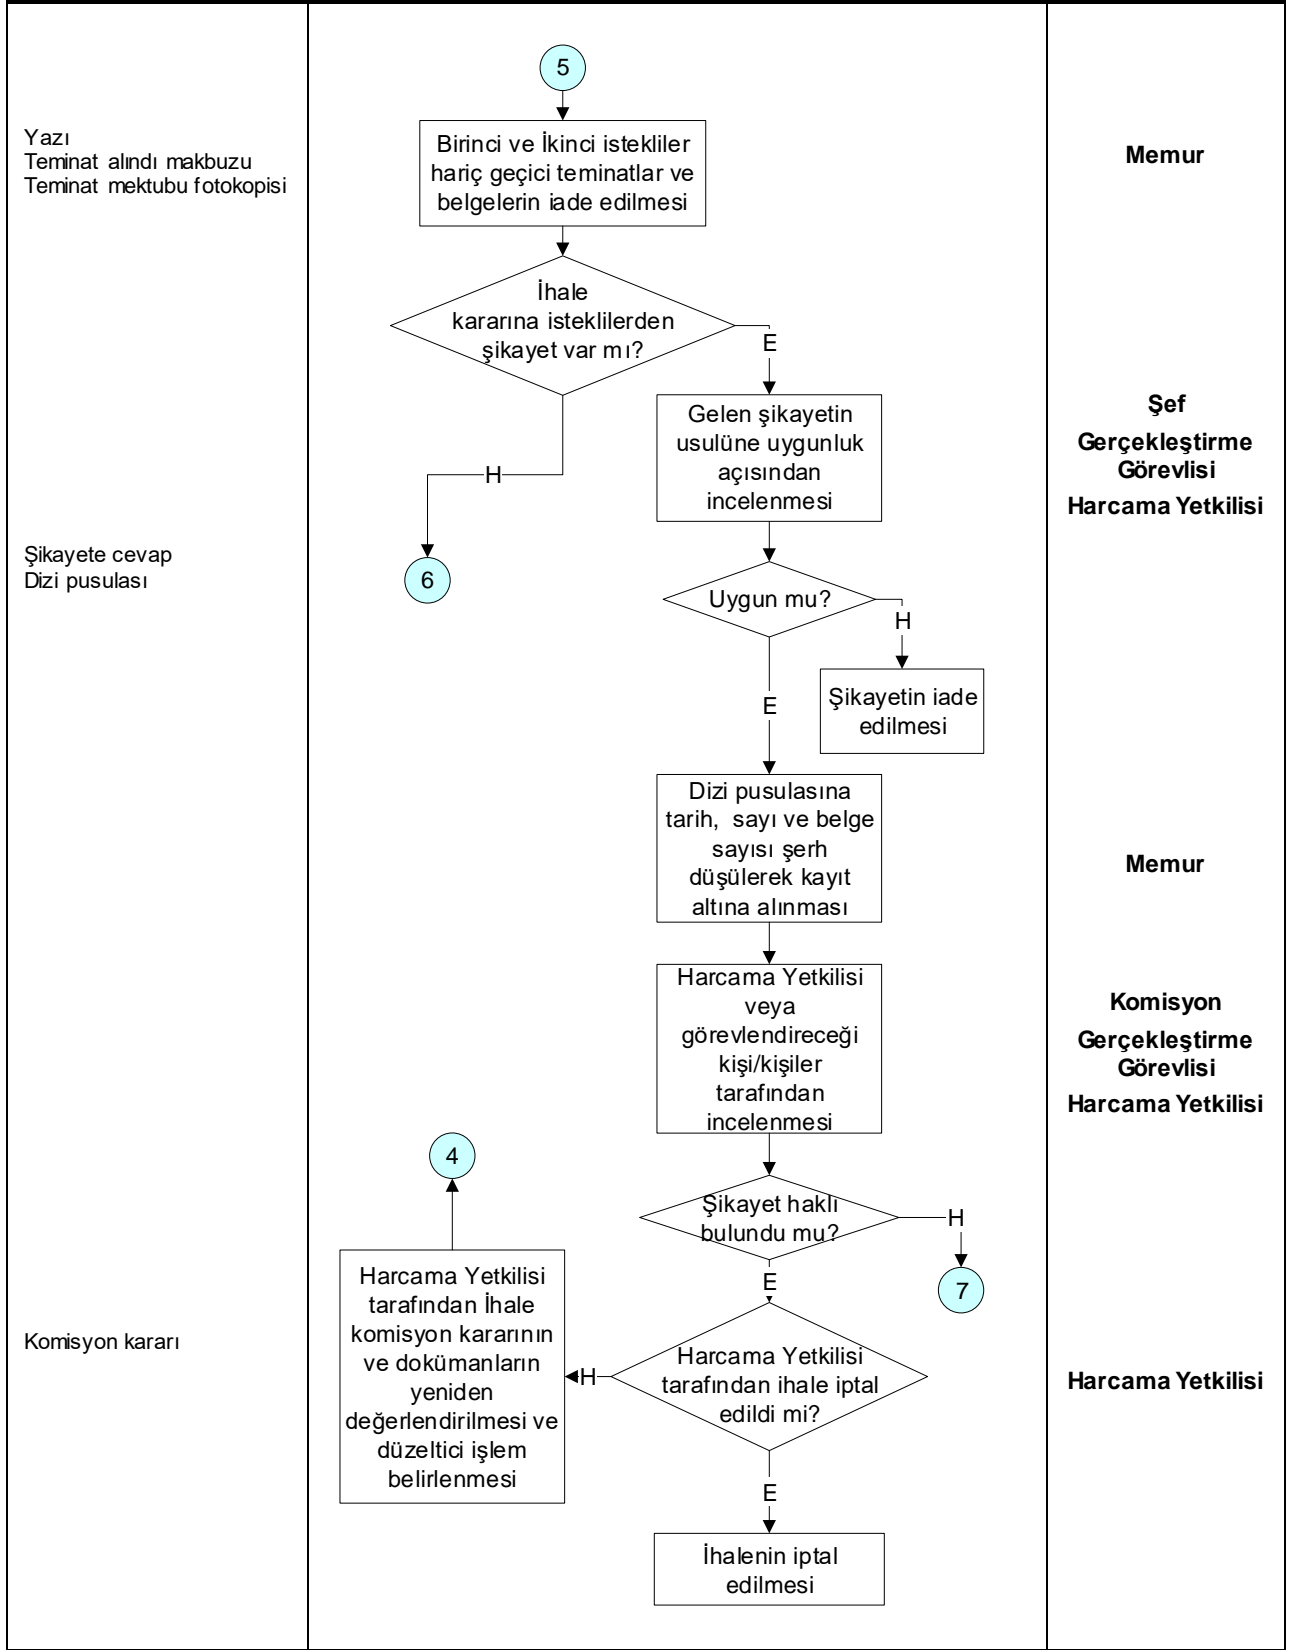 5
Yazı
Teminat alındı makbuzu
Teminat mektubu fotokopisi
Birinci ve İkinci istekliler
hariç geçici teminatlar ve
belgelerin iade edilmesi
Memur
İhale
kararına isteklilerden
şikayet var mı?
E
H
Gelen şikayetin
usulüne uygunluk
açısından
incelenmesi
Şef
Gerçekleştirme
Görevlisi
Harcama Yetkilisi
Şikayete cevap
Dizi pusulası
6
Uygun mu?
H
Şikayetin iade
edilmesi
E
Dizi pusulasına
tarih, sayı ve belge
sayısı şerh
düşülerek kayıt
altına alınması
Memur
Harcama Yetkilisi
veya
görevlendireceği
kişi/kişiler
tarafından
incelenmesi
Komisyon
Gerçekleştirme
Görevlisi
Harcama Yetkilisi
4
Şikayet haklı
bulundu mu?
H
7
E
Harcama Yetkilisi
tarafından İhale
komisyon kararının
ve dokümanların
yeniden
değerlendirilmesi ve
düzeltici işlem
belirlenmesi
Komisyon kararı
H
Harcama Yetkilisi
tarafından ihale iptal
edildi mi?
Harcama Yetkilisi
E
İhalenin iptal
edilmesi